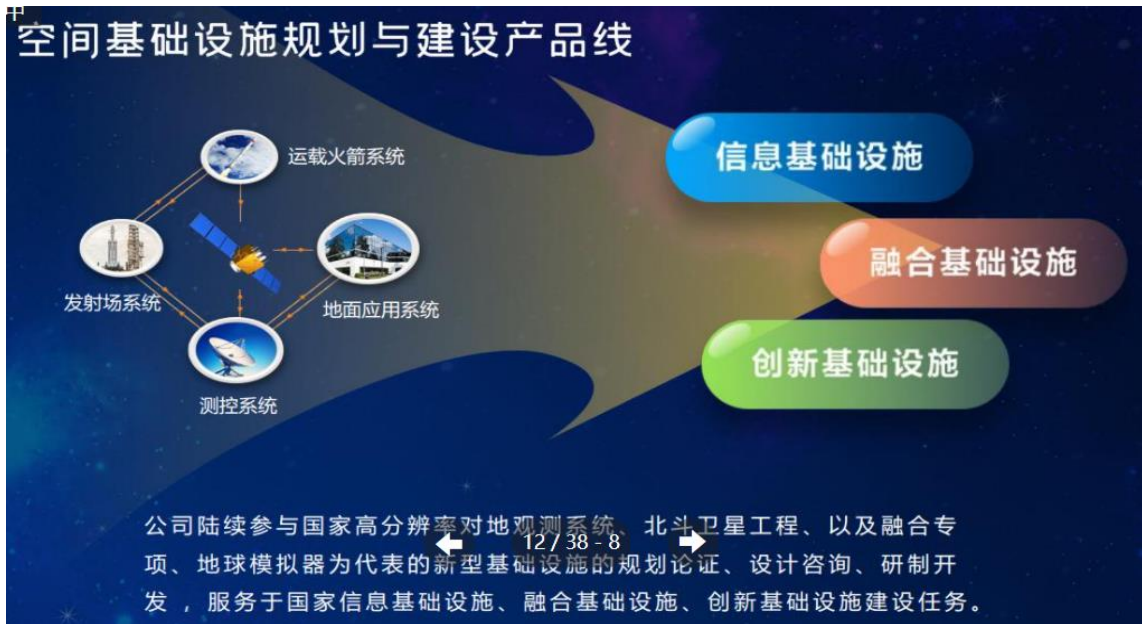 中
空间基础设施规划与建设产品线
运载火箭系统
信息基础设施
融合基础设施
发射场系统
地面应用系统
创新基础设施
测控系统
公司陆续参与国家高分辨率对地观测系统、北斗卫星工程、以及融合专
项、地球模拟器为代表的新型基础设施的规划论证、设计咨询、研制开
发 ，服务于国家信息基础设施、融合基础设施、创新基础设施建设任务。
12 / 38 - 8